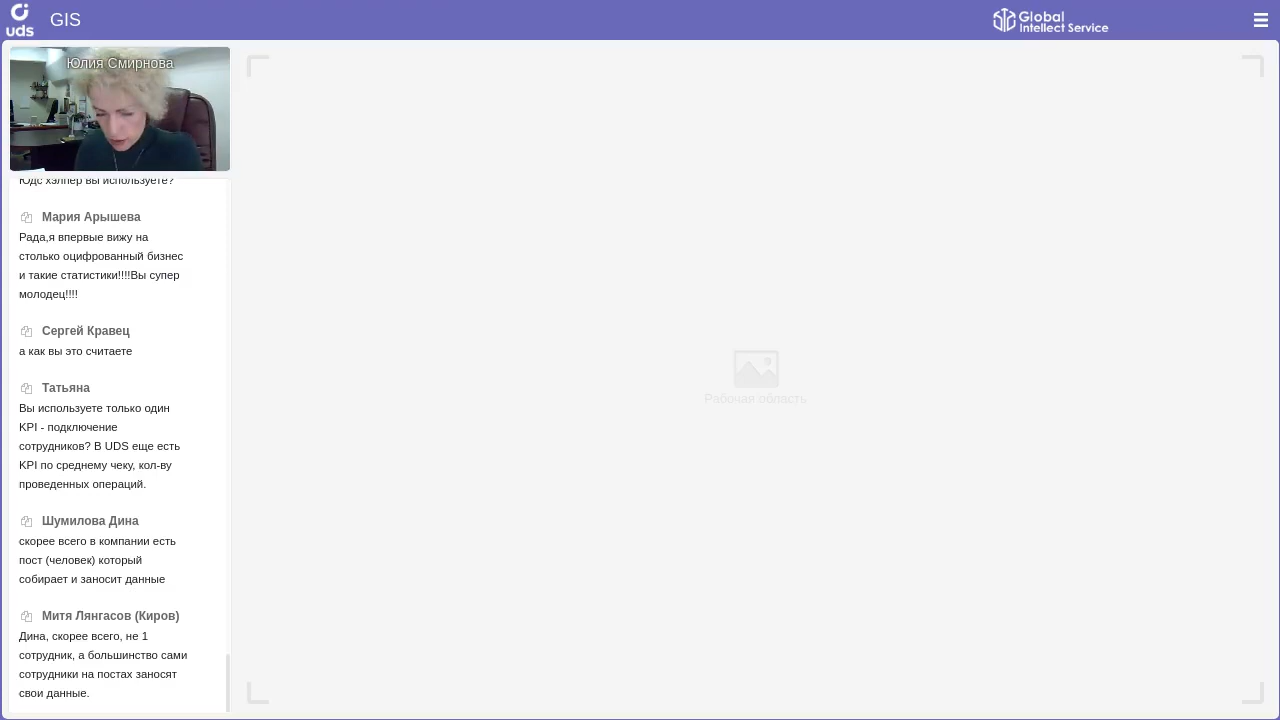 uds
GIS
Global
Intellect Service
Юлия Смирнова
Юдс хэлпер вы используете?
Мария Арышева
Рада,я впервые вижу на
столько оцифрованный бизнес
и такие статистики!!!!Вы супер
молодец!!!!
Сергей Кравец
а как вы это считаете
Татьяна
Вы используете только один
KPI - подключение
сотрудников? В UDS еще есть
KPI по среднему чеку, кол-ву
проведенных операций.
Шумилова Дина
скорее всего в компании есть
пост (человек) который
собирает и заносит данные
Митя Лянгасов (Киров)
Дина, скорее всего, не 1
сотрудник, а большинство сами
сотрудники на постах заносят
свои данные.
Рабочая область